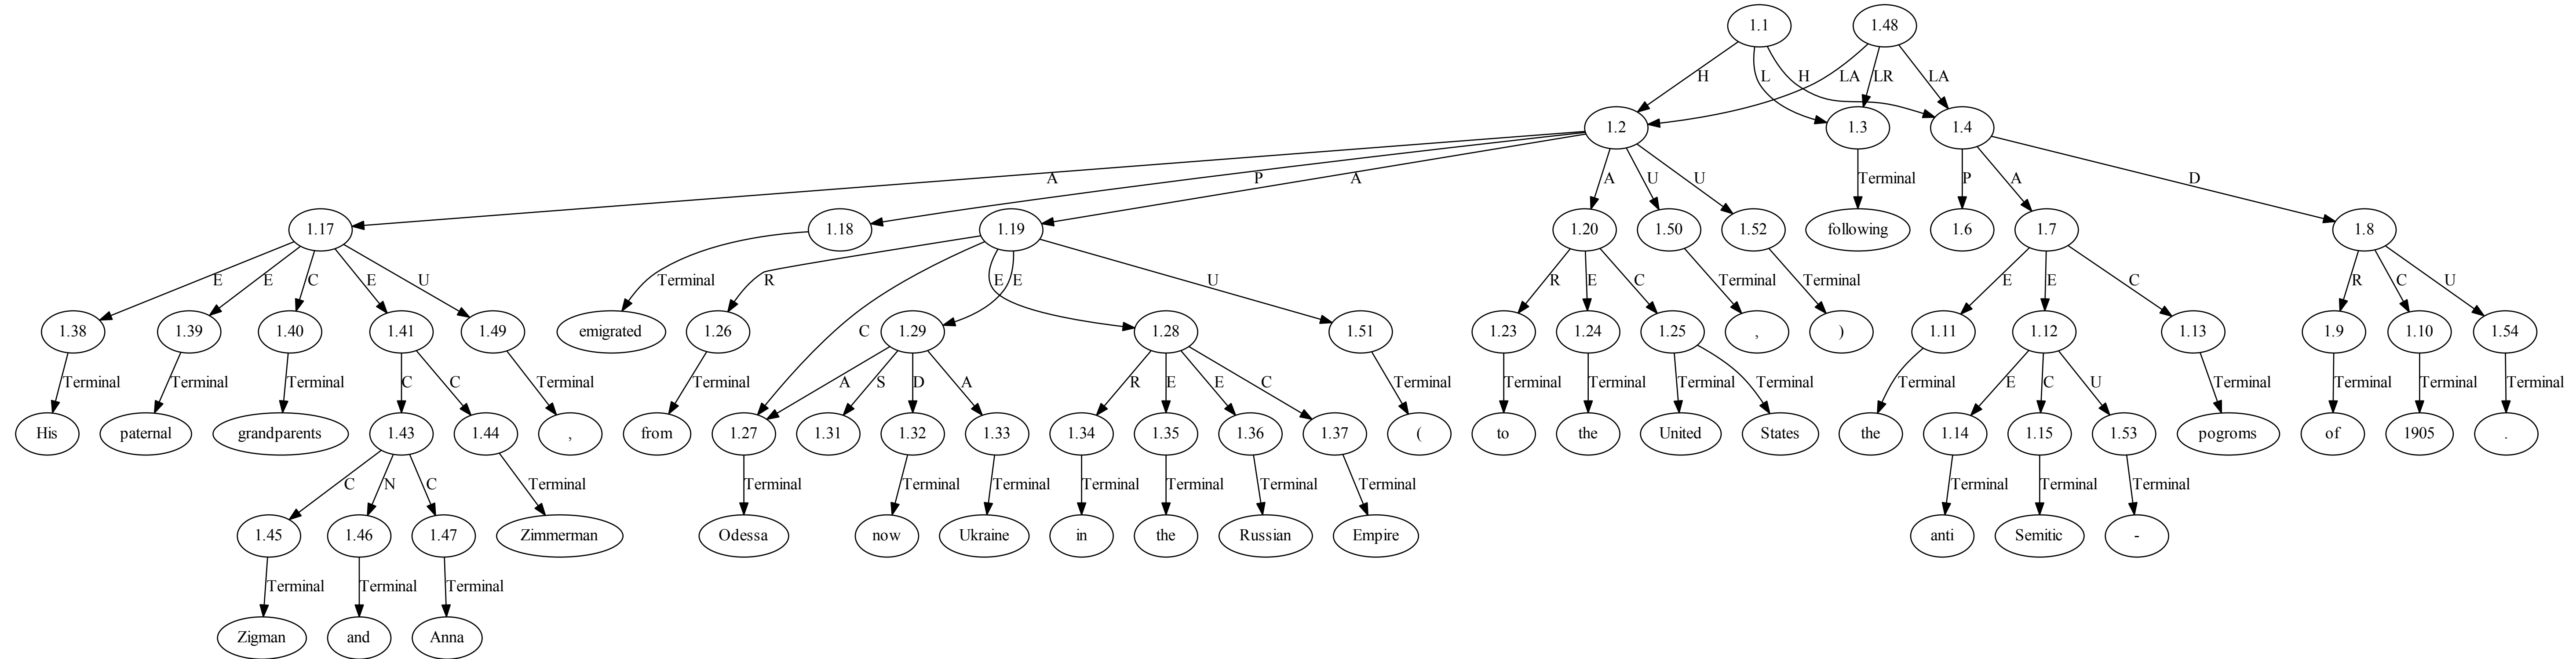 1.1 1.48
H L H LA LR LA
1.2 1.3 1.4
A P A A U U Terminal P A D
1.17 1.18 1.19 1.20 1.50 1.52 following 1.6 1.7 1.8
E E C E U Terminal R C E E U R E C Terminal Terminal E E C R C U
1.38 1.39 1.40 1.41 1.49 emigrated 1.26 1.29 1.28 1.51 1.23 1.24 1.25 , ) 1.11 1.12 1.13 1.9 1.10 1.54
Terminal Terminal Terminal C C Terminal Terminal A S D A R E E C Terminal Terminal Terminal Terminal Terminal Terminal E C U Terminal Terminal Terminal Terminal
His paternal grandparents 1.43 1.44 , from 1.27 1.31 1.32 1.33 1.34 1.35 1.36 1.37 ( to the United States the 1.14 1.15 1.53 pogroms of 1905 .
C N C Terminal Terminal Terminal Terminal Terminal Terminal Terminal Terminal Terminal Terminal Terminal
1.45 1.46 1.47 Zimmerman Odessa now Ukraine in the Russian Empire anti Semitic -
Terminal Terminal Terminal
Zigman and Anna